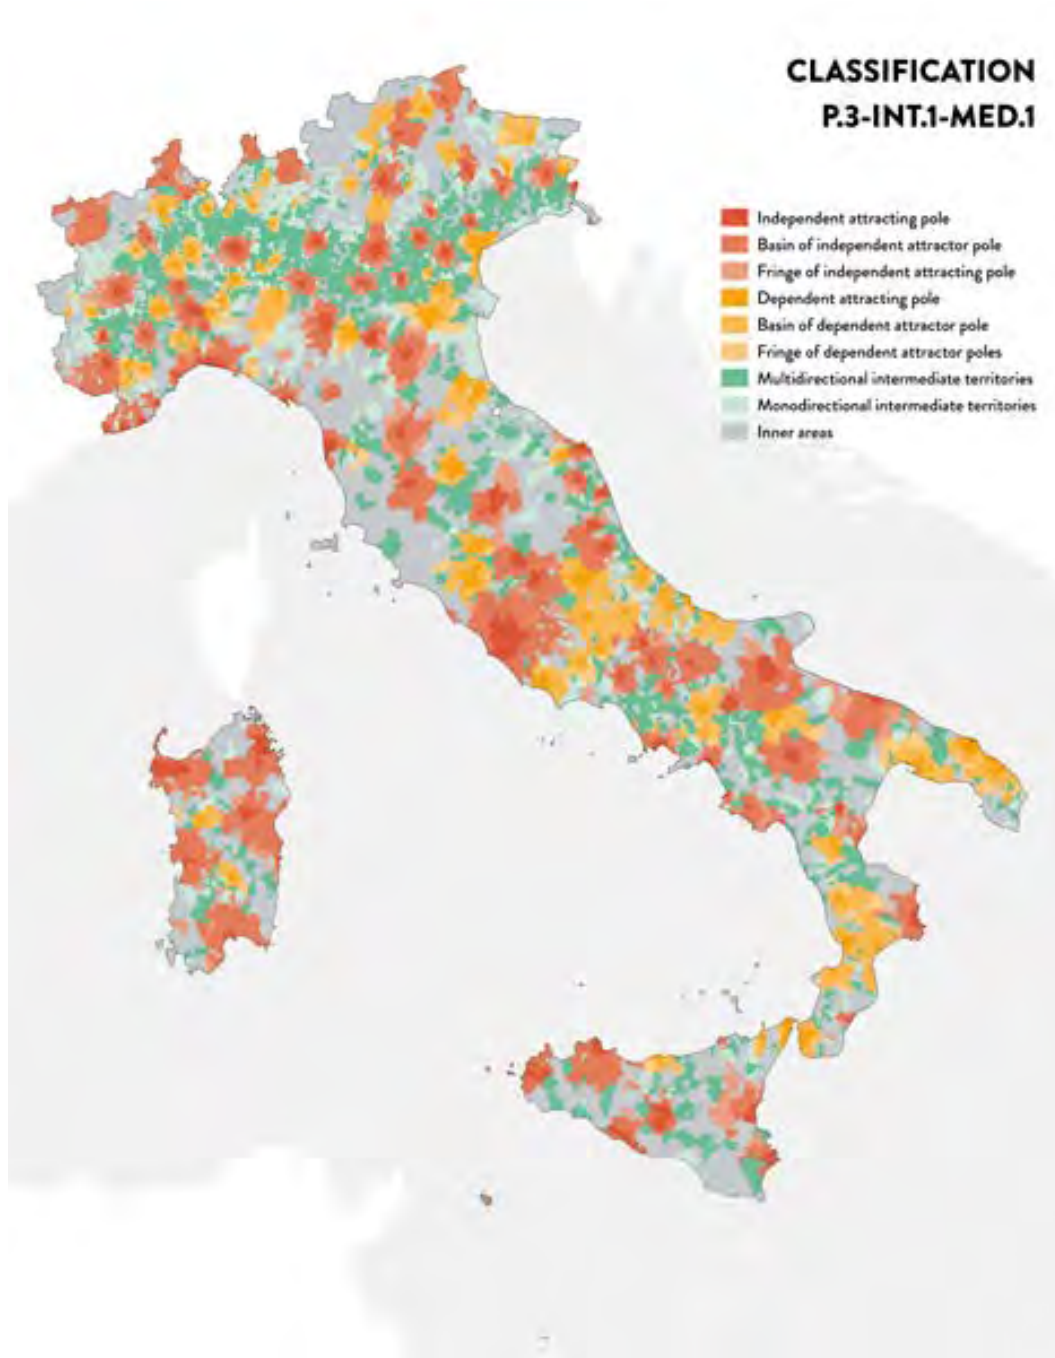 CLASSIFICATION
P.3-INT.1-MED.1
Independent attracting pole
Basin of independent attractor pole
Fringe of independent attracting pole
Dependent attracting pole
Basin of dependent attractor pole
Fringe of dependent attractor poles
Multidirectional intermediate territories
Monodirectional intermediate territories
Inner areas